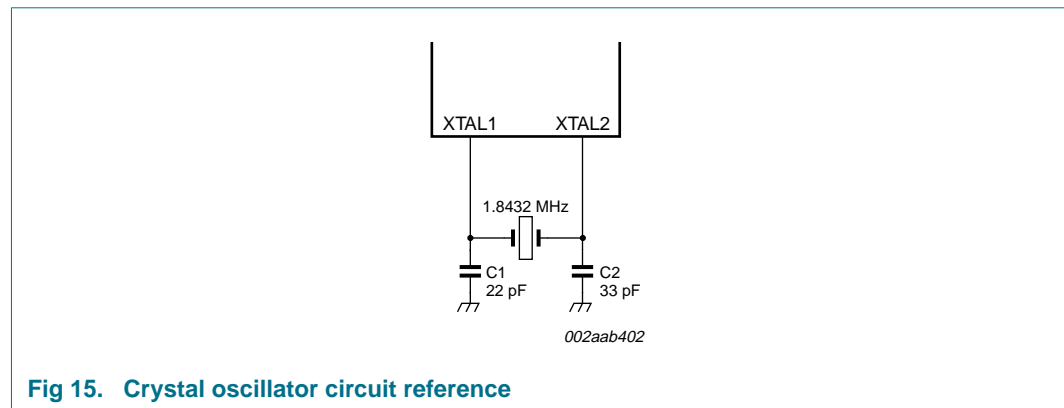 XTAL1 XTAL2
1.8432 MHz
C1
22 pF
C2
33 pF
002aab402
Fig 15. Crystal oscillator circuit reference